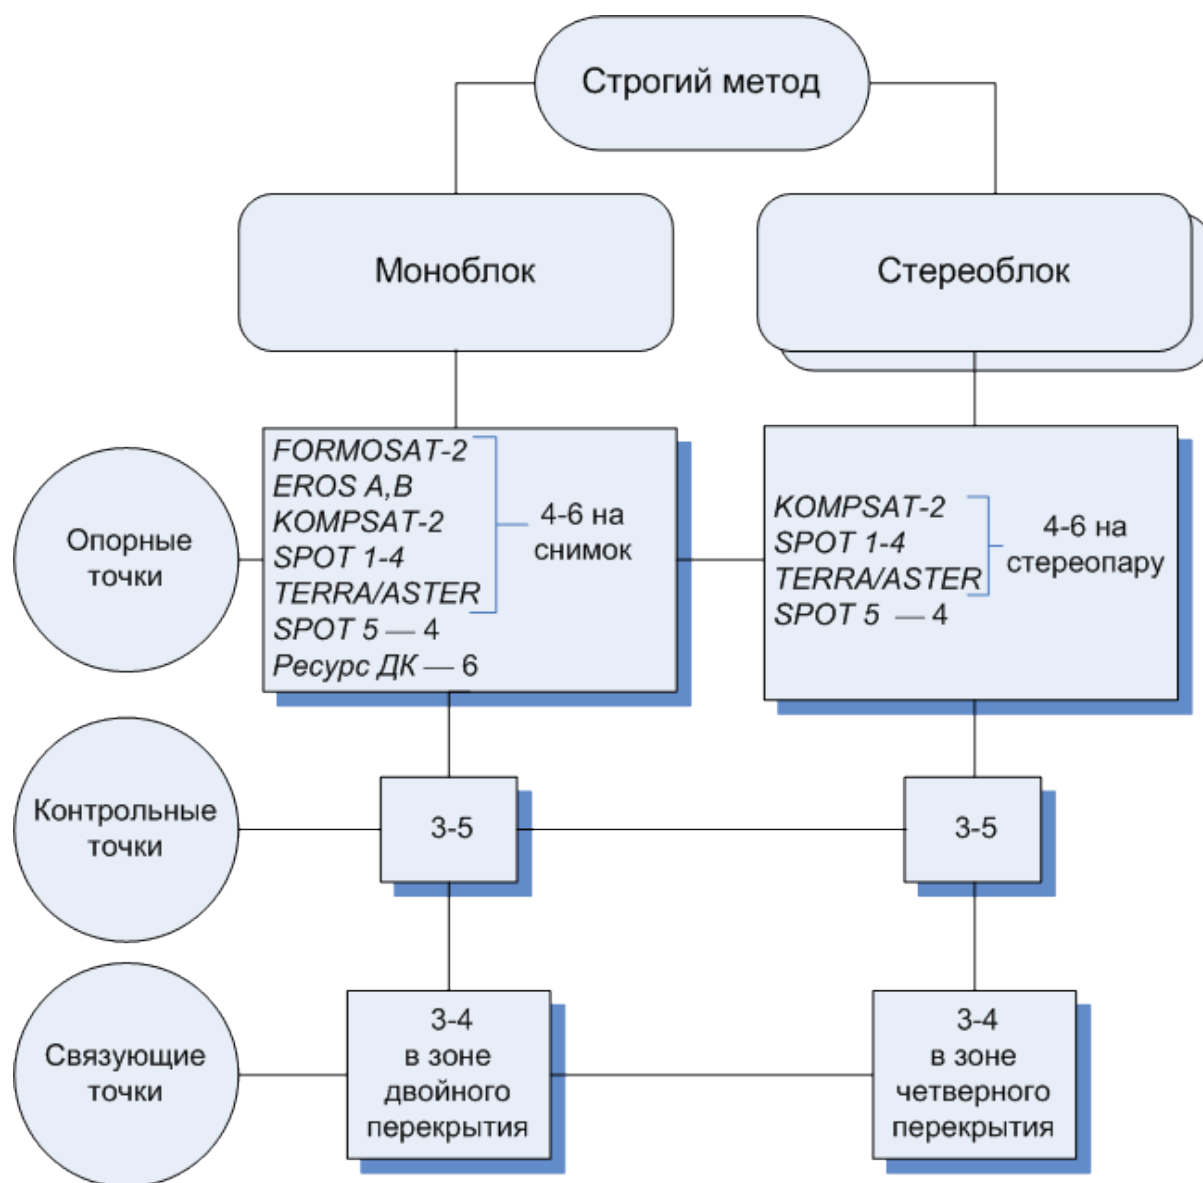 Строгий метод
Моноблок
Стереоблок
Опорные
точки
FORMOSAT-2
EROS A,B
KOMPSAT-2
SPOT 1-4
TERRA/ASTER
SPOT 5 — 4
Ресурс ДК — 6
4-6 на
снимок
KOMPSAT-2
SPOT 1-4
TERRA/ASTER
SPOT 5 — 4
4-6 на
стереопару
Контрольные
точки
3-5
3-5
Связующие
точки
3-4
в зоне
двойного
перекрытия
3-4
в зоне
четверного
перекрытия